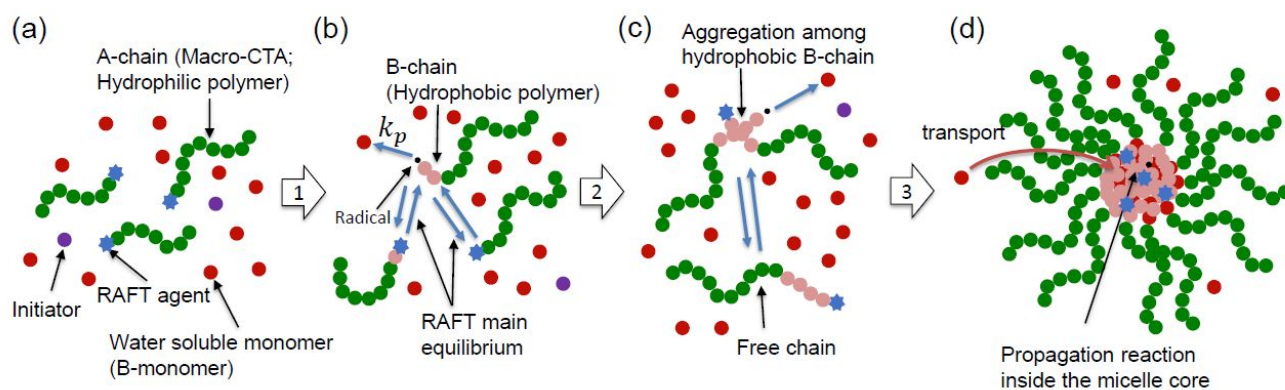 (a)
A-chain (Macro-CTA;
Hydrophilic polymer)
Initiator
RAFT agent
Water soluble monomer
(B-monomer)
1
(b)
B-chain
(Hydrophobic polymer)
kp
Radical
RAFT main
equilibrium
2
(c)
Aggregation among
hydrophobic B-chain
Free chain
3
(d)
transport
Propagation reaction
inside the micelle core